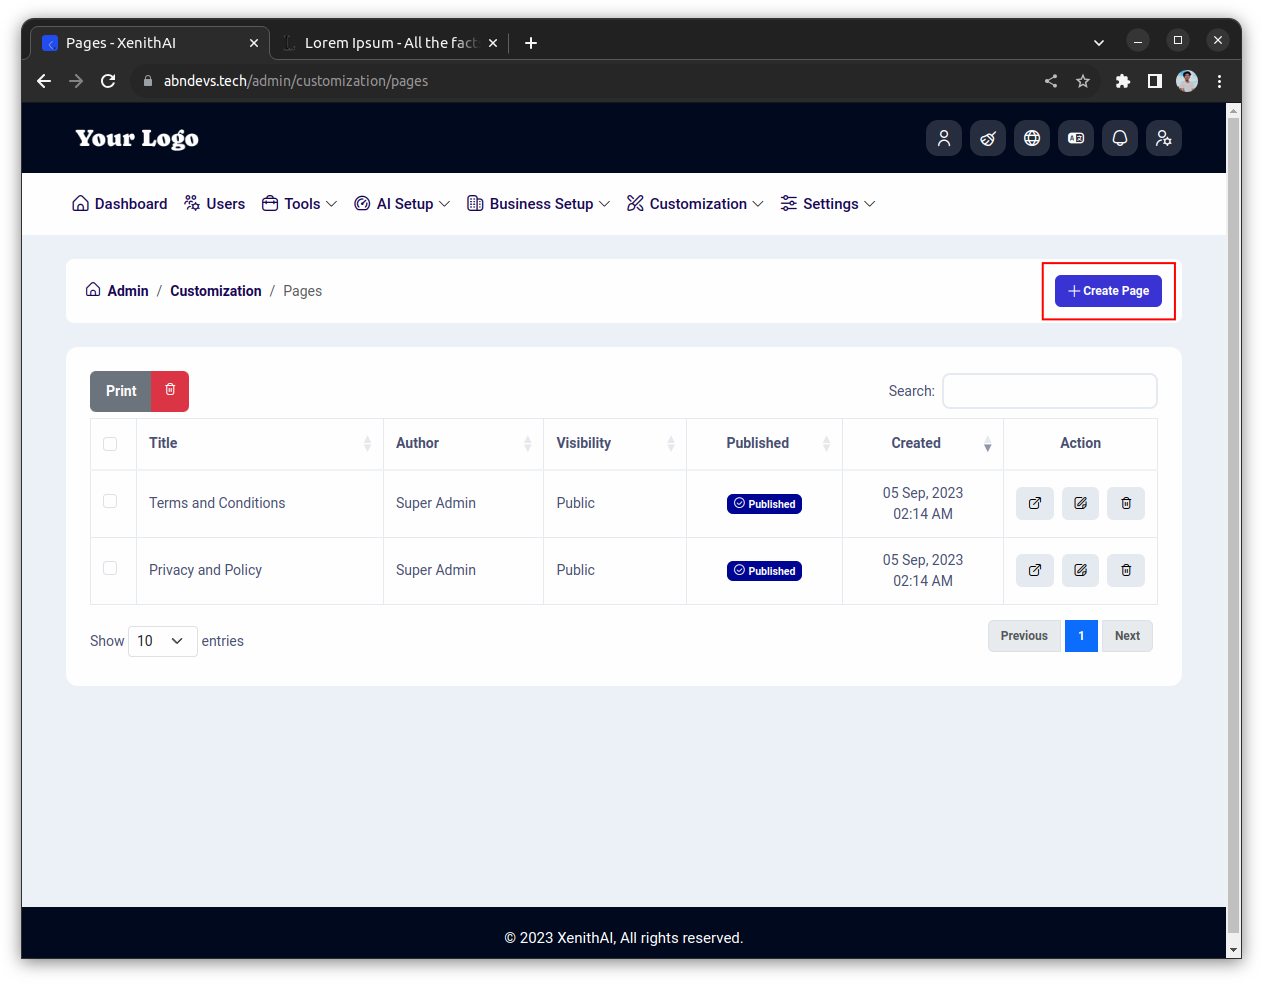 Pages - XenithAI
Lorem Ipsum - All the fact
abndevs.tech/admin/customization/pages
Your Logo
Dashboard Users Tools AI Setup Business Setup Customization Settings
Admin / Customization / Pages
Create Page
Print
Search:
Title Author Visibility Published Created Action
Terms and Conditions Super Admin Public Published 05 Sep, 2023
02:14 AM
Privacy and Policy Super Admin Public Published 05 Sep, 2023
02:14 AM
Show 10 entries
Previous 1 Next
© 2023 XenithAI, All rights reserved.